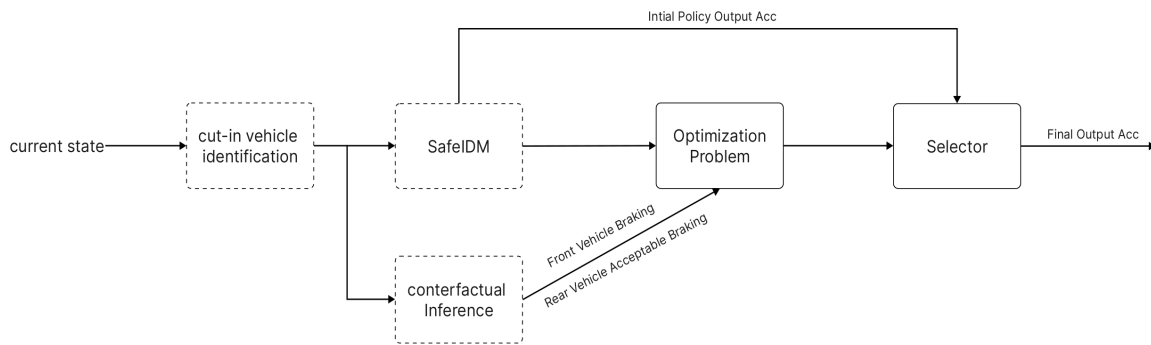 Intial Policy Output Acc
current state
cut-in vehicle
identification
SafeIDM
Optimization
Problem
Selector
Final Output Acc
Front Vehicle Braking
Rear Vehicle Acceptable Braking
conterfactual
Inference